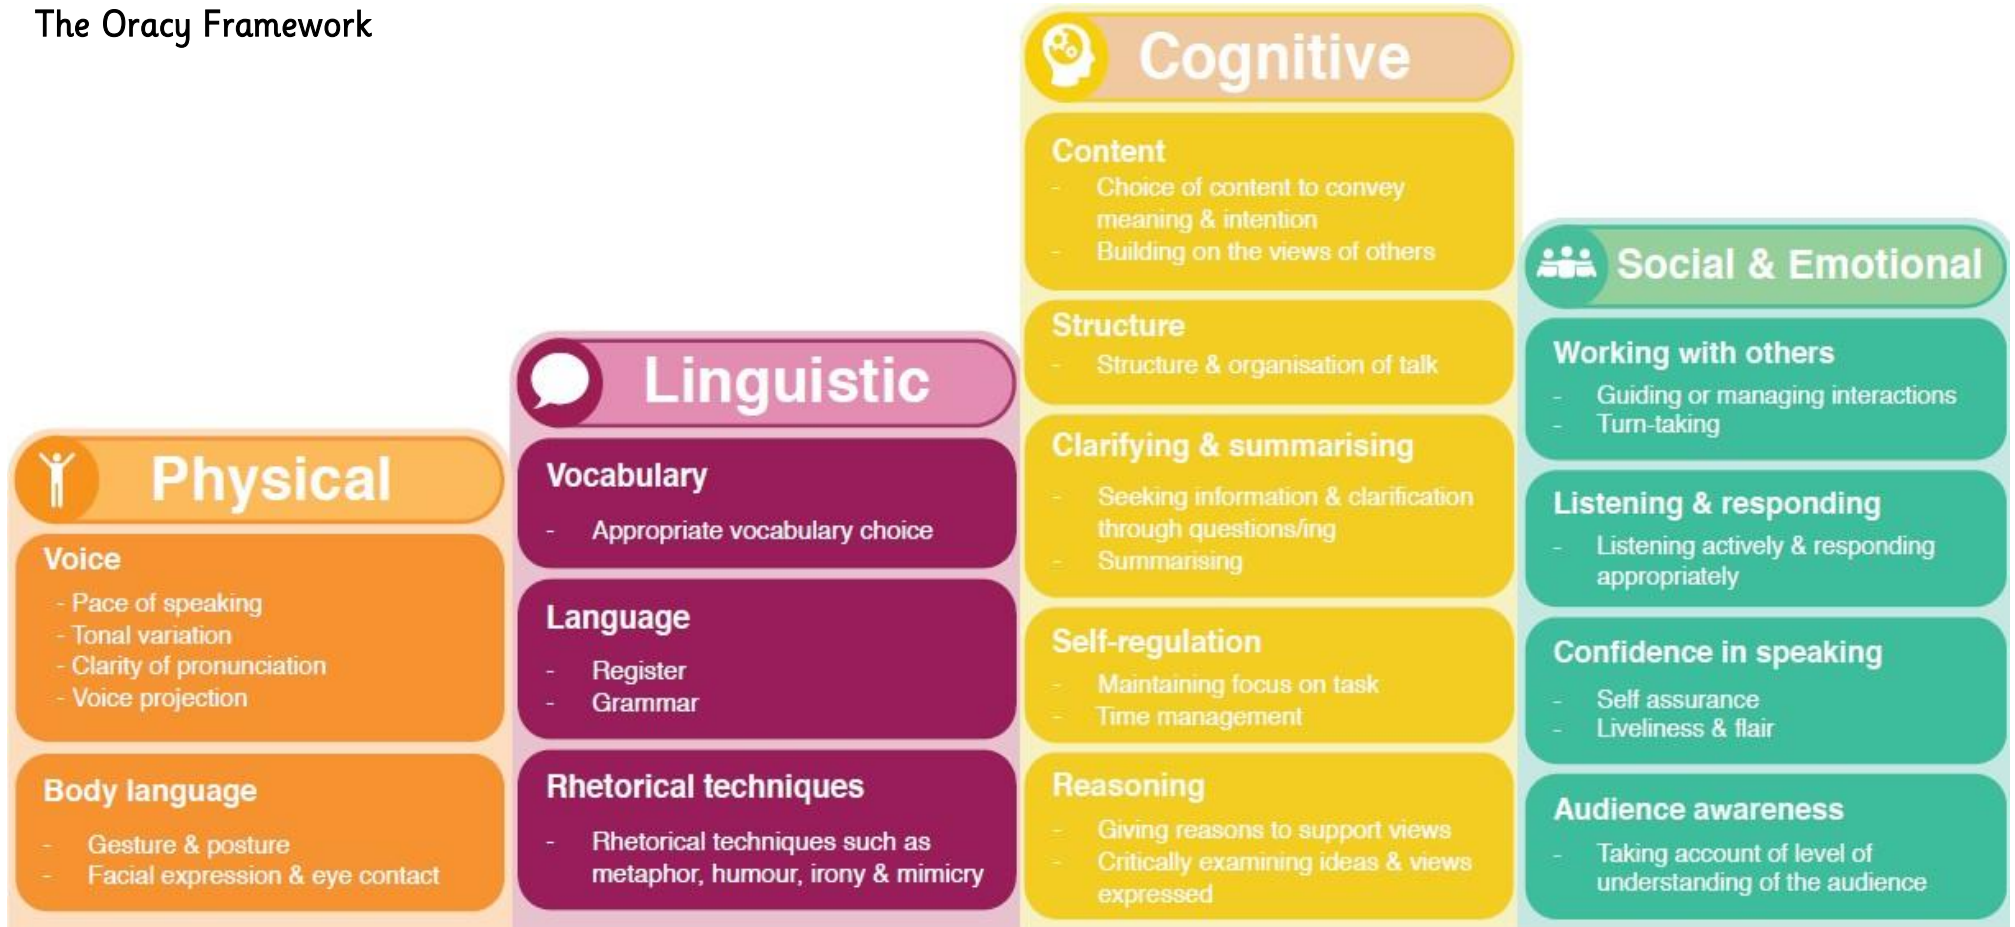 The Oracy Framework
Physical
Voice
- Pace of speaking
- Tonal variation
- Clarity of pronunciation
- Voice projection
Body language
- Gesture & posture
- Facial expression & eye contact
Linguistic
Vocabulary
- Appropriate vocabulary choice
Language
- Register
- Grammar
Rhetorical techniques
- Rhetorical techniques such as
metaphor, humour, irony & mimicry
Cognitive
Content
- Choice of content to convey
meaning & intention
- Building on the views of others
Structure
- Structure & organisation of talk
Clarifying & summarising
- Seeking information & clarification
through questions/ing
- Summarising
Self-regulation
- Maintaining focus on task
- Time management
Reasoning
- Giving reasons to support views
- Critically examining ideas & views
expressed
Social & Emotional
Working with others
- Guiding or managing interactions
- Turn-taking
Listening & responding
- Listening actively & responding
appropriately
Confidence in speaking
- Self assurance
- Liveliness & flair
Audience awareness
- Taking account of level of
understanding of the audience